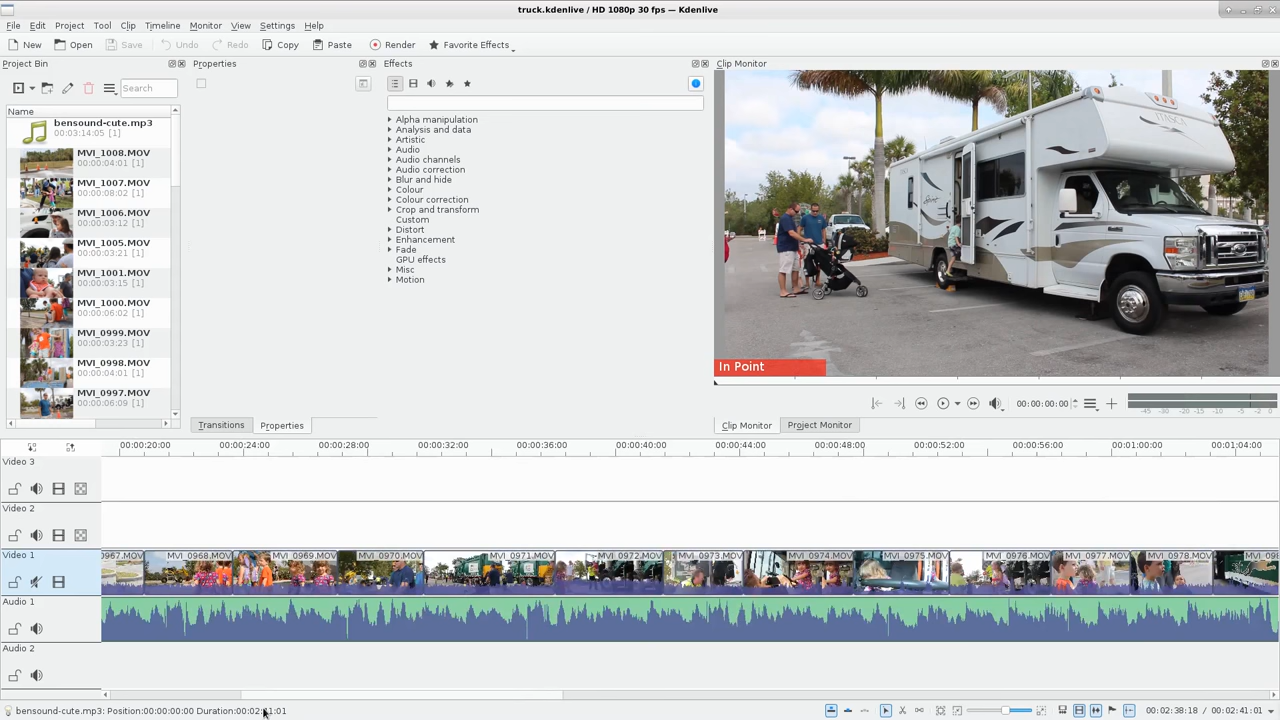 truck.kdenlive / HD 1080p 30 fps — Kdenlive
File Edit Project Tool Clip Timeline Monitor View Settings Help
New Open Save Undo Redo Copy Paste Render Favorite Effects
Project Bin
Search
Name
bensound-cute.mp3
00:03:14:05 [1]
MVI_1008.MOV
00:00:04:01 [1]
MVI_1007.MOV
00:00:08:02 [1]
MVI_1006.MOV
00:00:03:12 [1]
MVI_1005.MOV
00:00:03:21 [1]
MVI_1001.MOV
00:00:03:15 [1]
MVI_1000.MOV
00:00:06:02 [1]
MVI_0999.MOV
00:00:03:23 [1]
MVI_0998.MOV
00:00:04:01 [1]
MVI_0997.MOV
00:00:06:09 [1]
Properties
Transitions Properties
Effects
Alpha manipulation
Analysis and data
Artistic
Audio
Audio channels
Audio correction
Blur and hide
Colour
Colour correction
Crop and transform
Custom
Distort
Enhancement
Fade
GPU effects
Misc
Motion
Clip Monitor
In Point
00:00:00:00
-45 -30 -20 -15 -10 -5 -2 0
Clip Monitor Project Monitor
00:00:20:00 00:00:24:00 00:00:28:00 00:00:32:00 00:00:36:00 00:00:40:00 00:00:44:00 00:00:48:00 00:00:52:00 00:00:56:00 00:01:00:00 00:01:04:00
Video 3
Video 2
Video 1
0967.MOV MVI_0968.MOV MVI_0969.MOV MVI_0970.MOV MVI_0971.MOV MVI_0972.MOV MVI_0973.MOV MVI_0974.MOV MVI_0975.MOV MVI_0976.MOV MVI_0977.MOV MVI_0978.MOV
Audio 1
Audio 2
bensound-cute.mp3: Position:00:00:00:00
00:02:38:18 / 00:02:41:01